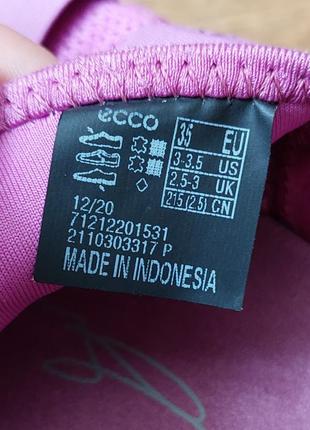 ecco
35 EU
3-3.5 US
2.5-3 UK
215 (2.5) CN
12/20
71212201531
2110303317 P
MADE IN INDONESIA